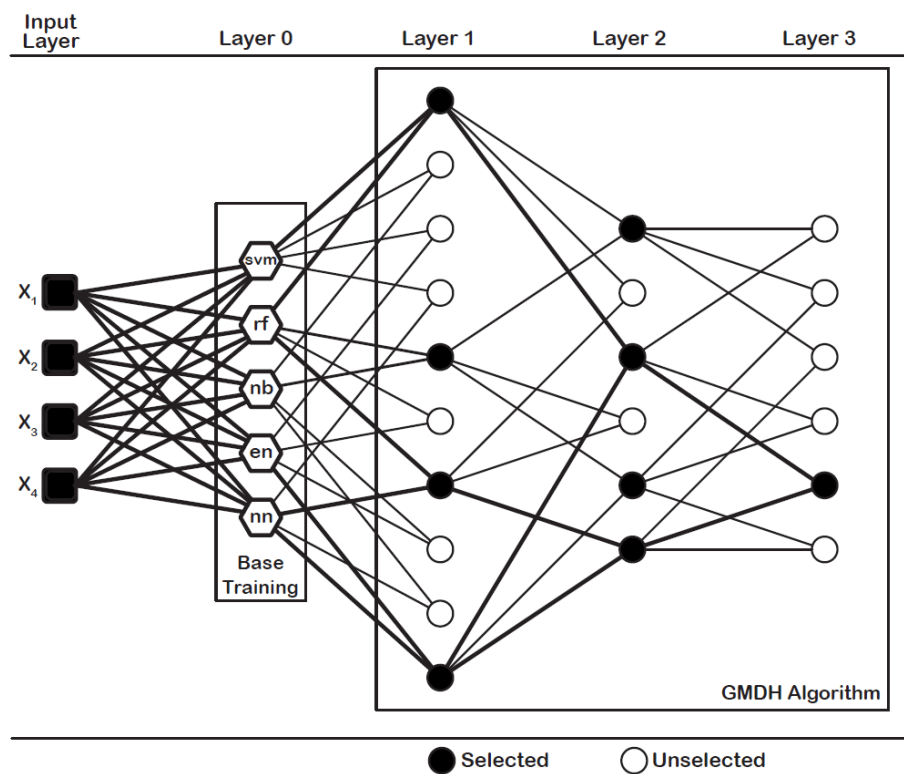 Input Layer
Layer 0
Layer 1
Layer 2
Layer 3
X1
X2
X3
X4
svm
rf
nb
en
nn
Base
Training
GMDH Algorithm
Selected
Unselected